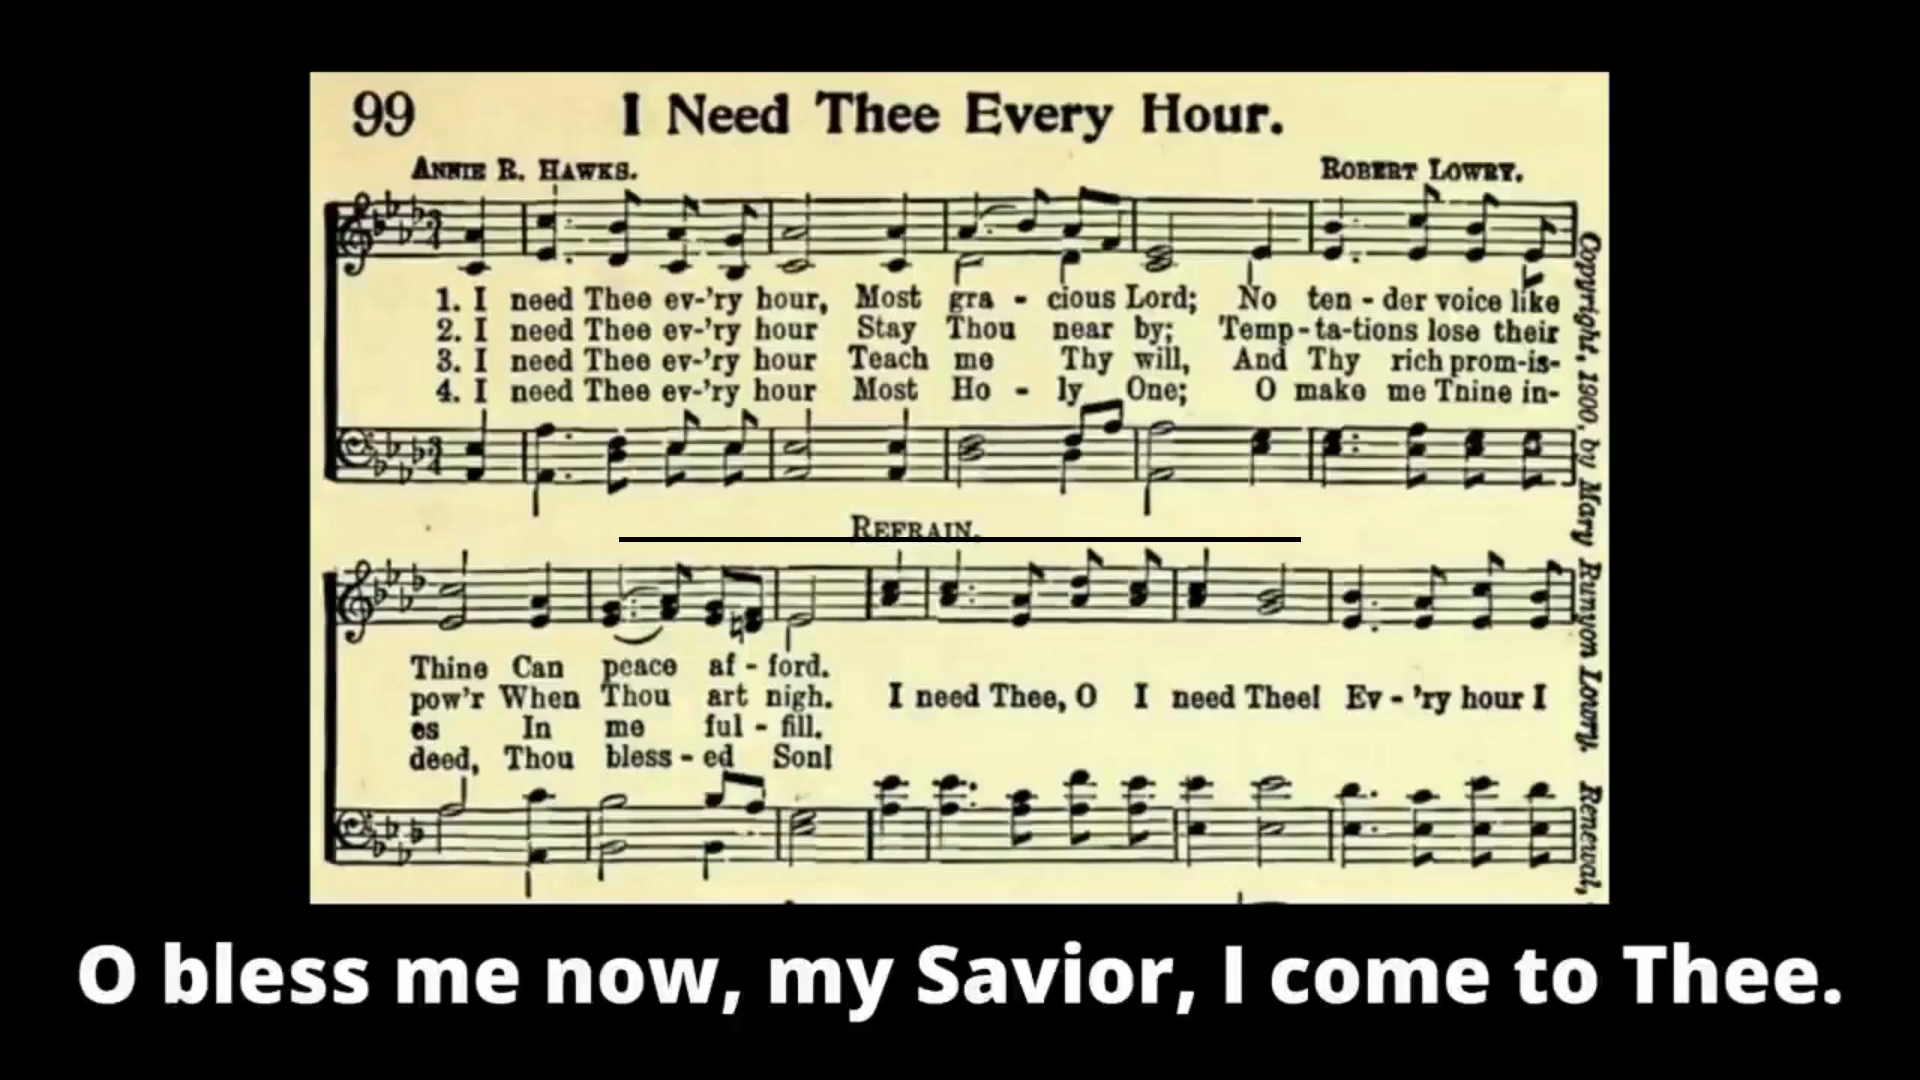 99
I Need Thee Every Hour.
ANNIE R. HAWKS.
ROBERT LOWRY.
1. I need Thee ev-'ry hour, Most gra - cious Lord; No ten - der voice like
2. I need Thee ev-'ry hour Stay Thou near by; Temp-ta-tions lose their
3. I need Thee ev-'ry hour Teach me Thy will, And Thy rich prom-is-
4. I need Thee ev-'ry hour Most Ho - ly One; O make me Tnine in-
REFRAIN.
Thine Can peace af - ford.
pow'r When Thou art nigh. I need Thee, O I need Thee! Ev - 'ry hour I
es In me ful - fill.
deed, Thou bless - ed Son!
Copyright, 1900, by Mary Runyon Lowry. Renewal,
O bless me now, my Savior, I come to Thee.